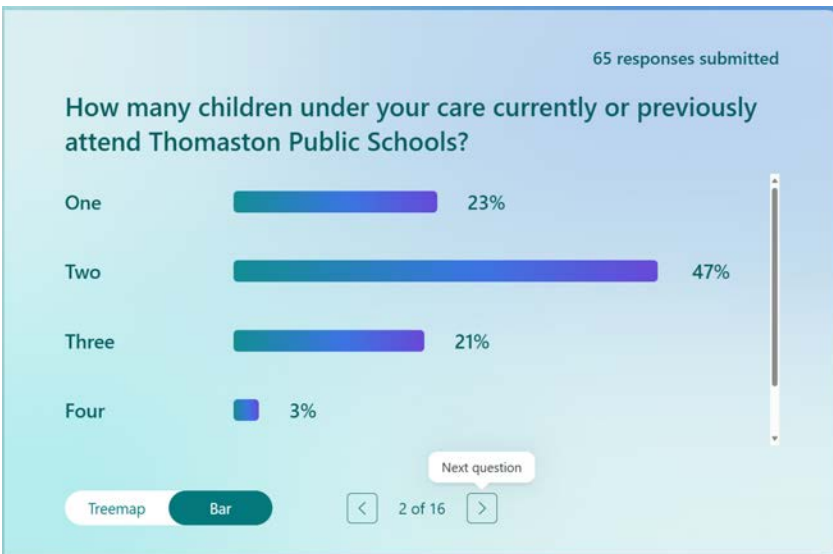 65 responses submitted
How many children under your care currently or previously
attend Thomaston Public Schools?
One 23%
Two 47%
Three 21%
Four 3%
Next question
Treemap Bar 2 of 16